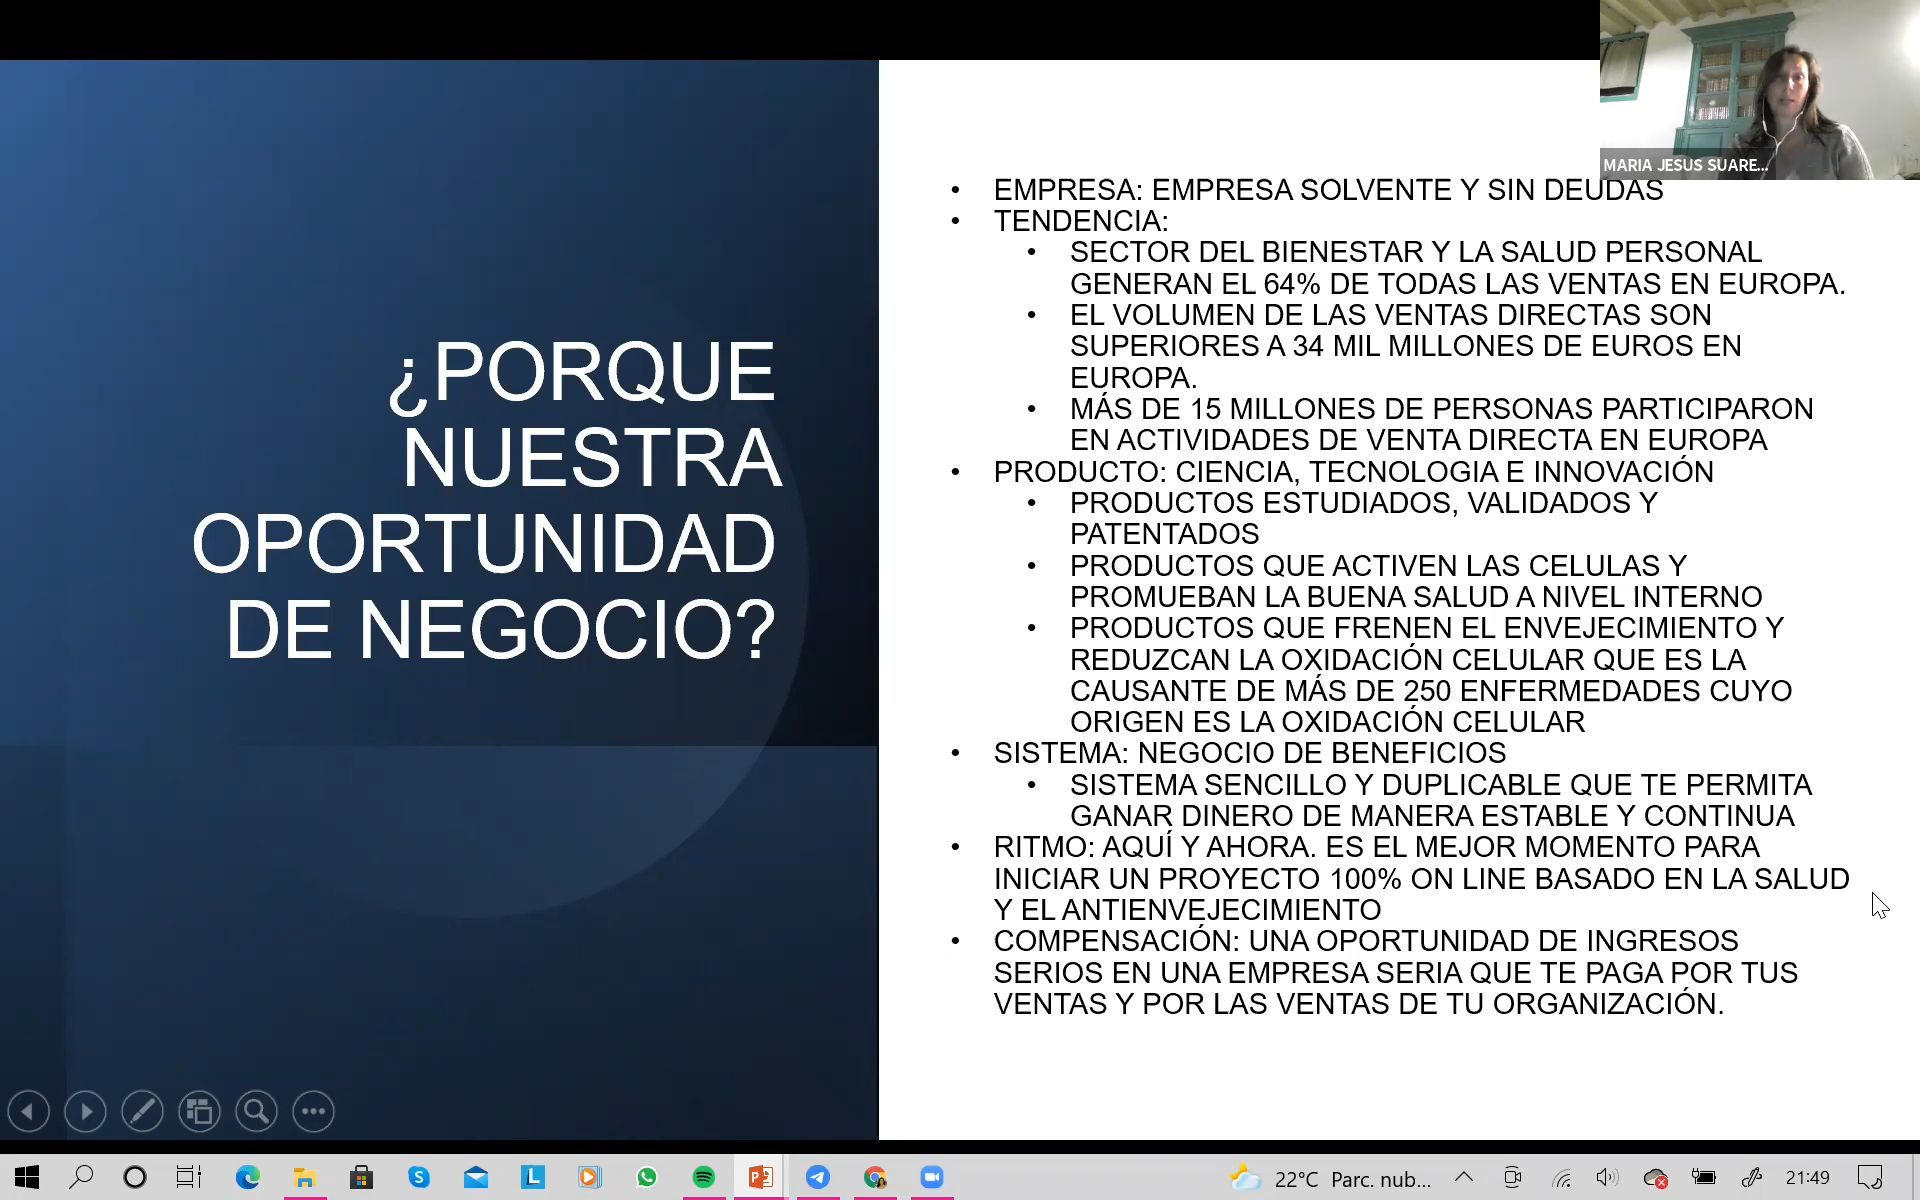 MARIA JESUS SUARE...
¿PORQUE
NUESTRA
OPORTUNIDAD
DE NEGOCIO?
• EMPRESA: EMPRESA SOLVENTE Y SIN DEUDAS
• TENDENCIA:
• SECTOR DEL BIENESTAR Y LA SALUD PERSONAL
GENERAN EL 64% DE TODAS LAS VENTAS EN EUROPA.
• EL VOLUMEN DE LAS VENTAS DIRECTAS SON
SUPERIORES A 34 MIL MILLONES DE EUROS EN
EUROPA.
• MÁS DE 15 MILLONES DE PERSONAS PARTICIPARON
EN ACTIVIDADES DE VENTA DIRECTA EN EUROPA
• PRODUCTO: CIENCIA, TECNOLOGIA E INNOVACIÓN
• PRODUCTOS ESTUDIADOS, VALIDADOS Y
PATENTADOS
• PRODUCTOS QUE ACTIVEN LAS CELULAS Y
PROMUEBAN LA BUENA SALUD A NIVEL INTERNO
• PRODUCTOS QUE FRENEN EL ENVEJECIMIENTO Y
REDUZCAN LA OXIDACIÓN CELULAR QUE ES LA
CAUSANTE DE MÁS DE 250 ENFERMEDADES CUYO
ORIGEN ES LA OXIDACIÓN CELULAR
• SISTEMA: NEGOCIO DE BENEFICIOS
• SISTEMA SENCILLO Y DUPLICABLE QUE TE PERMITA
GANAR DINERO DE MANERA ESTABLE Y CONTINUA
• RITMO: AQUÍ Y AHORA. ES EL MEJOR MOMENTO PARA
INICIAR UN PROYECTO 100% ON LINE BASADO EN LA SALUD
Y EL ANTIENVEJECIMIENTO
• COMPENSACIÓN: UNA OPORTUNIDAD DE INGRESOS
SERIOS EN UNA EMPRESA SERIA QUE TE PAGA POR TUS
VENTAS Y POR LAS VENTAS DE TU ORGANIZACIÓN.
22°C Parc. nub... 21:49